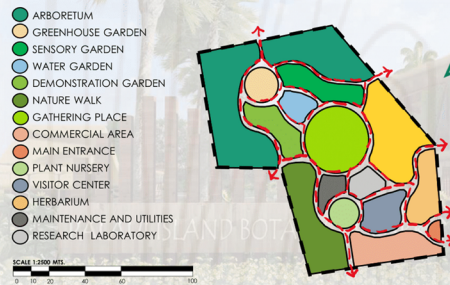 ARBORETUM
GREENHOUSE GARDEN
SENSORY GARDEN
WATER GARDEN
DEMONSTRATION GARDEN
NATURE WALK
GATHERING PLACE
COMMERCIAL AREA
MAIN ENTRANCE
PLANT NURSERY
VISITOR CENTER
HERBARIUM
MAINTENANCE AND UTILITIES
RESEARCH LABORATORY
SCALE 1:2500 MTS.
0 10 20 40 60 100